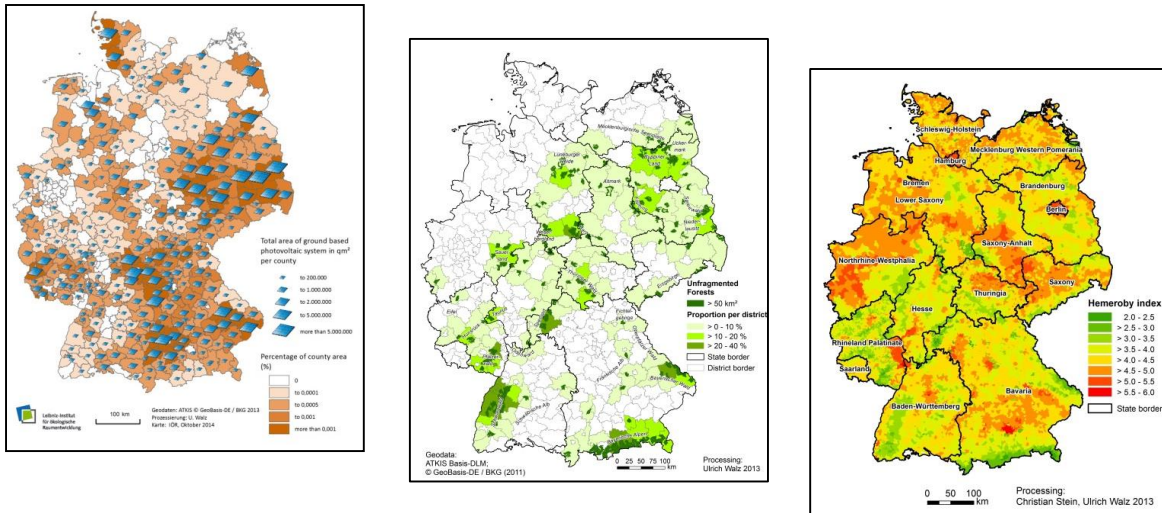 Total area of ground based
photovoltaic system in qm²
per county
to 200.000
to 1.000.000
to 2.000.000
to 5.000.000
more than 5.000.000
Percentage of county area
(%)
0
to 0,0001
to 0,0005
to 0,001
more than 0,001
Leibniz-Institut
für ökologische
Raumentwicklung
100 km
Geodaten: ATKIS © GeoBasis-DE / BKG 2013
Prozessierung: U. Walz
Karte: IÖR, Oktober 2014
Mecklenburgische
Altmark
Eifel
Erzgebirge
Fichtel-
gebirge
Schwäbische Alb
Unfragmented
Forests
> 50 km²
Proportion per district
> 0 - 10 %
> 10 - 20 %
> 20 - 40 %
State border
District border
Geodata:
ATKIS Basis-DLM;
© GeoBasis-DE / BKG (2011)
0 25 50 75 100
km
Processing:
Ulrich Walz 2013
Schleswig-Holstein
Mecklenburg Western Pomerania
Hamburg
Bremen
Lower Saxony
Brandenburg
Berlin
Saxony-Anhalt
Northrhine-Westphalia
Saxony
Thuringia
Hesse
Rhineland Palatinate
Saarland
Bavaria
Baden-Württemberg
Hemeroby index
2.0 - 2.5
> 2.5 - 3.0
> 3.0 - 3.5
> 3.5 - 4.0
> 4.0 - 4.5
> 4.5 - 5.0
> 5.0 - 5.5
> 5.5 - 6.0
State border
0 50 100
km
Processing:
Christian Stein, Ulrich Walz 2013